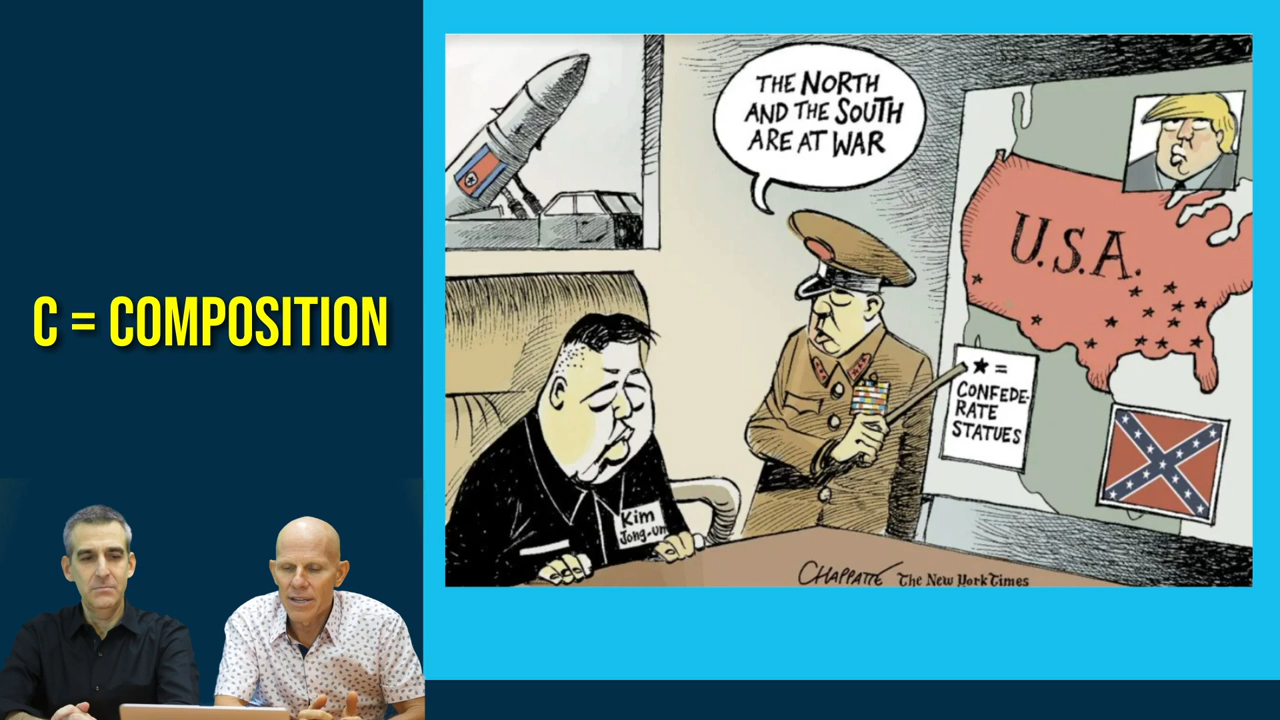 C = COMPOSITION
THE NORTH
AND THE SOUTH
ARE AT WAR
U.S.A.
★ =
CONFEDE-
RATE
STATUES
Kim
Jong-un
CHAPPATTE The New York Times